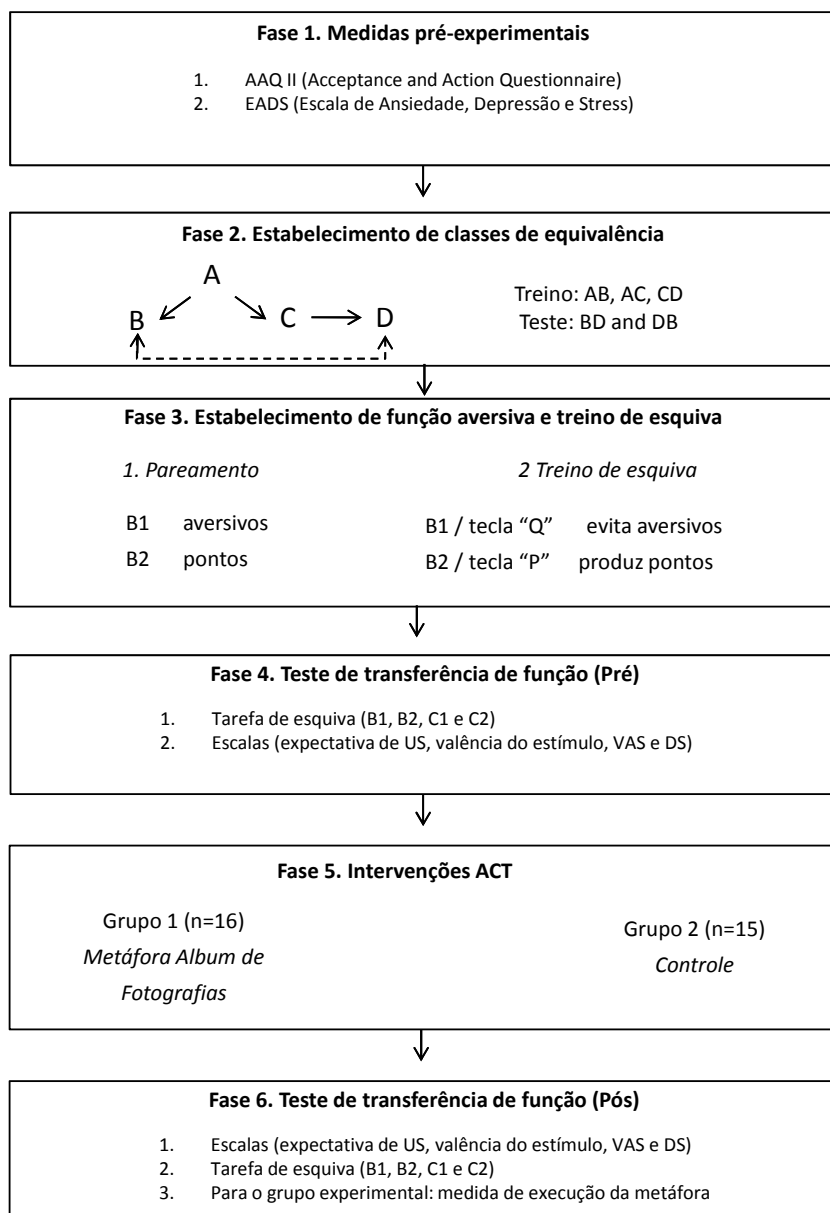 Fase 1. Medidas pré-experimentais
1. AAQ II (Acceptance and Action Questionnaire)
2. EADS (Escala de Ansiedade, Depressão e Stress)
Fase 2. Estabelecimento de classes de equivalência
A
B C D
Treino: AB, AC, CD
Teste: BD and DB
Fase 3. Estabelecimento de função aversiva e treino de esquiva
1. Pareamento
B1 aversivos
B2 pontos
2 Treino de esquiva
B1 / tecla “Q” evita aversivos
B2 / tecla “P” produz pontos
Fase 4. Teste de transferência de função (Pré)
1. Tarefa de esquiva (B1, B2, C1 e C2)
2. Escalas (expectativa de US, valência do estímulo, VAS e DS)
Fase 5. Intervenções ACT
Grupo 1 (n=16)
Metáfora Album de
Fotografias
Grupo 2 (n=15)
Controle
Fase 6. Teste de transferência de função (Pós)
1. Escalas (expectativa de US, valência do estímulo, VAS e DS)
2. Tarefa de esquiva (B1, B2, C1 e C2)
3. Para o grupo experimental: medida de execução da metáfora